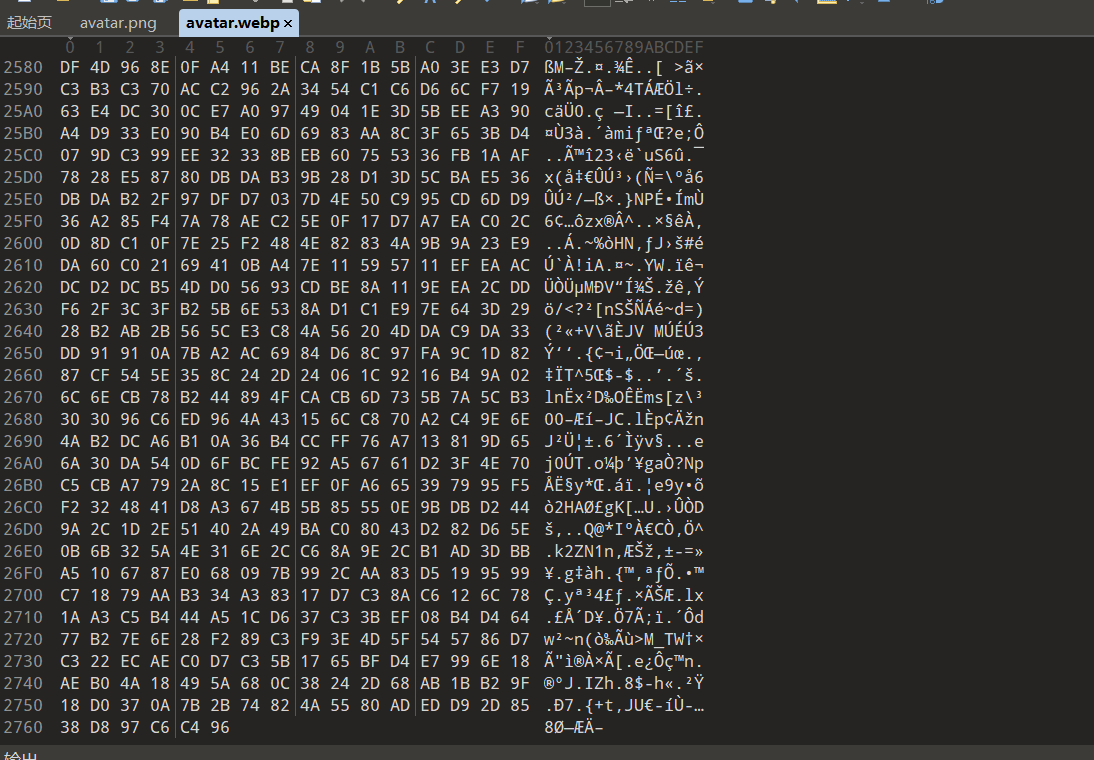 起始页 avatar.png avatar.webp ×
0 1 2 3 4 5 6 7 8 9 A B C D E F 0123456789ABCDEF
2580 DF 4D 96 8E 0F A4 11 BE CA 8F 1B 5B A0 3E E3 D7 ßM–Ž.¤.¾Ê..[ >ã×
2590 C3 B3 C3 70 AC C2 96 2A 34 54 C1 C6 D6 6C F7 19 Ã³Ãp¬Â–*4TÁÆÖl÷.
25A0 63 E4 DC 30 0C E7 A0 97 49 04 1E 3D 5B EE A3 90 cäÜ0.ç —I..=[î£.
25B0 A4 D9 33 E0 90 B4 E0 6D 69 83 AA 8C 3F 65 3B D4 ¤Ù3à.´àmiƒªŒ?e;Ô
25C0 07 9D C3 99 EE 32 33 8B EB 60 75 53 36 FB 1A AF ..Ã™î23‹ë`uS6û.¯
25D0 78 28 E5 87 80 DB DA B3 9B 28 D1 3D 5C BA E5 36 x(å‡€ÛÚ³›(Ñ=\ºå6
25E0 DB DA B2 2F 97 DF D7 03 7D 4E 50 C9 95 CD 6D D9 ÛÚ²/—ß×.}NPÉ•ÍmÙ
25F0 36 A2 85 F4 7A 78 AE C2 5E 0F 17 D7 A7 EA C0 2C 6¢…ôzx®Â^..×§êÀ,
2600 0D 8D C1 0F 7E 25 F2 48 4E 82 83 4A 9B 9A 23 E9 ..Á.~%òHN‚ƒJ›š#é
2610 DA 60 C0 21 69 41 0B A4 7E 11 59 57 11 EF EA AC Ú`À!iA.¤~.YW.ïê¬
2620 DC D2 DC B5 4D D0 56 93 CD BE 8A 11 9E EA 2C DD ÜÒÜµMÐV“Í¾Š.žê,Ý
2630 F6 2F 3C 3F B2 5B 6E 53 8A D1 C1 E9 7E 64 3D 29 ö/<?²[nSŠÑÁé~d=)
2640 28 B2 AB 2B 56 5C E3 C8 4A 56 20 4D DA C9 DA 33 (²«+V\ãÈJV MÚÉÚ3
2650 DD 91 91 0A 7B A2 AC 69 84 D6 8C 97 FA 9C 1D 82 Ý‘‘.{¢¬i„ÖŒ—úœ.‚
2660 87 CF 54 5E 35 8C 24 2D 24 06 1C 92 16 B4 9A 02 ‡ÏT^5Œ$-$..’.´š.
2670 6C 6E CB 78 B2 44 89 4F CA CB 6D 73 5B 7A 5C B3 lnËx²D‰OÊËms[z\³
2680 30 30 96 C6 ED 96 4A 43 15 6C C8 70 A2 C4 9E 6E 00–Æí–JC.lÈp¢Äžn
2690 4A B2 DC A6 B1 0A 36 B4 CC FF 76 A7 13 81 9D 65 J²Ü¦±.6´Ìÿv§...e
26A0 6A 30 DA 54 0D 6F BC FE 92 A5 67 61 D2 3F 4E 70 j0ÚT.o¼þ’¥gaÒ?Np
26B0 C5 CB A7 79 2A 8C 15 E1 EF 0F A6 65 39 79 95 F5 ÅË§y*Œ.áï.¦e9y•õ
26C0 F2 32 48 41 D8 A3 67 4B 5B 85 55 0E 9B DB D2 44 ò2HAØ£gK[…U.›ÛÒD
26D0 9A 2C 1D 2E 51 40 2A 49 BA C0 80 43 D2 82 D6 5E š,..Q@*IºÀ€CÒ‚Ö^
26E0 0B 6B 32 5A 4E 31 6E 2C C6 8A 9E 2C B1 AD 3D BB .k2ZN1n,ÆŠž,±-=»
26F0 A5 10 67 87 E0 68 09 7B 99 2C AA 83 D5 19 95 99 ¥.g‡àh.{™,ªƒÕ.•™
2700 C7 18 79 AA B3 34 A3 83 17 D7 C3 8A C6 12 6C 78 Ç.yª³4£ƒ.×ÃŠÆ.lx
2710 1A A3 C5 B4 44 A5 1C D6 37 C3 3B EF 08 B4 D4 64 .£Å´D¥.Ö7Ã;ï.´Ôd
2720 77 B2 7E 6E 28 F2 89 C3 F9 3E 4D 5F 54 57 86 D7 w²~n(ò‰Ãù>M_TW†×
2730 C3 22 EC AE C0 D7 C3 5B 17 65 BF D4 E7 99 6E 18 Ã"ì®À×Ã[.e¿Ôç™n.
2740 AE B0 4A 18 49 5A 68 0C 38 24 2D 68 AB 1B B2 9F ®°J.IZh.8$-h«.²Ÿ
2750 18 D0 37 0A 7B 2B 74 82 4A 55 80 AD ED D9 2D 85 .Ð7.{+t‚JU€-íÙ-…
2760 38 D8 97 C6 C4 96 8Ø—ÆÄ–